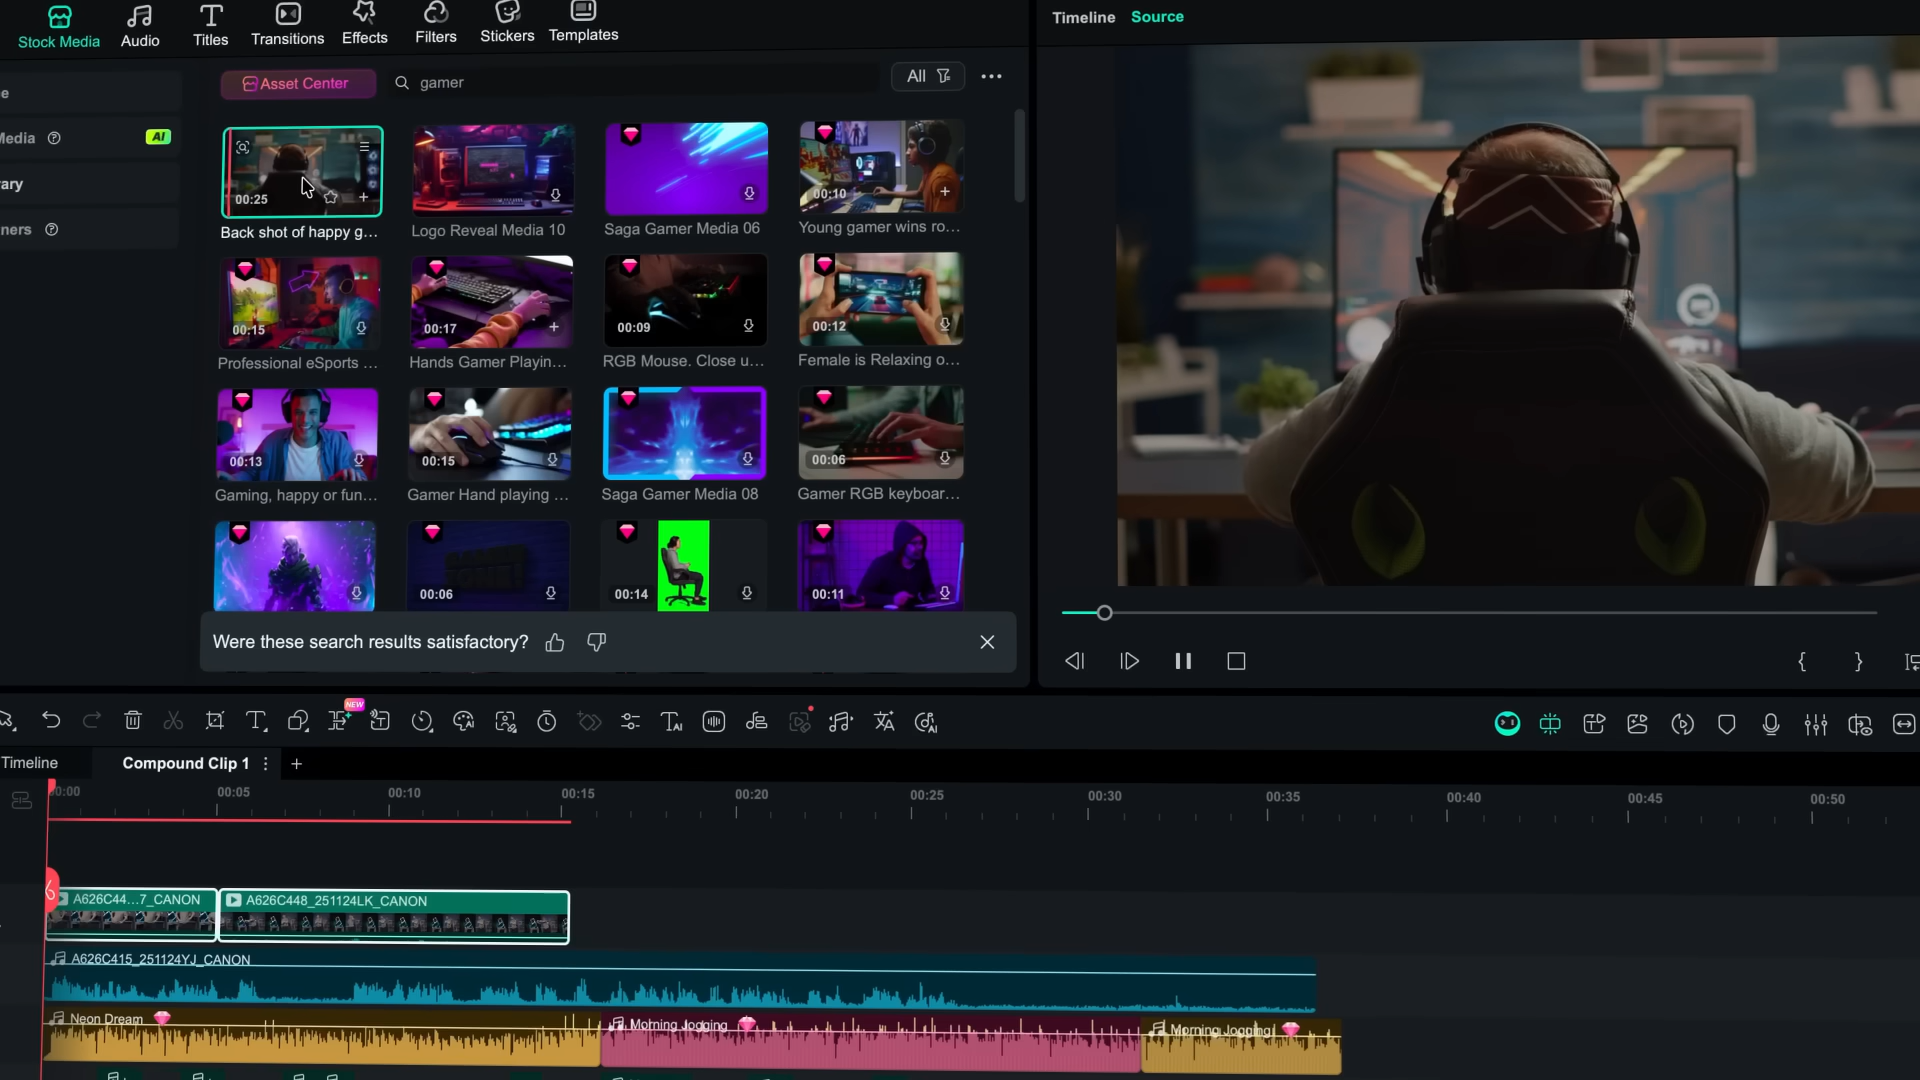 Stock Media
Audio
Titles
Transitions
Effects
Filters
Stickers
Templates
Timeline
Source
e
Media
AI
ary
ners
Asset Center
gamer
All
00:25
00:10
Back shot of happy g...
Logo Reveal Media 10
Saga Gamer Media 06
Young gamer wins ro...
00:15
00:17
00:09
00:12
Professional eSports ...
Hands Gamer Playin...
RGB Mouse. Close u...
Female is Relaxing o...
00:13
00:15
00:06
Gaming, happy or fun...
Gamer Hand playing ...
Saga Gamer Media 08
Gamer RGB keyboar...
00:06
00:14
00:11
Were these search results satisfactory?
NEW
Timeline
Compound Clip 1
00:00
00:05
00:10
00:15
00:20
00:25
00:30
00:35
00:40
00:45
00:50
A626C44...7_CANON
A626C448_251124LK_CANON
A626C415_251124YJ_CANON
Neon Dream
Morning Jogging
Morning Jogging